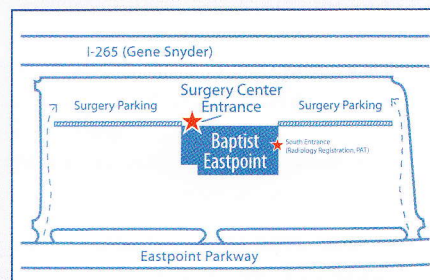 I-265 (Gene Snyder)
Surgery Center
Entrance
Surgery Parking
Surgery Parking
Baptist
Eastpoint
South Entrance
(Radiology Registration, PAT)
Eastpoint Parkway